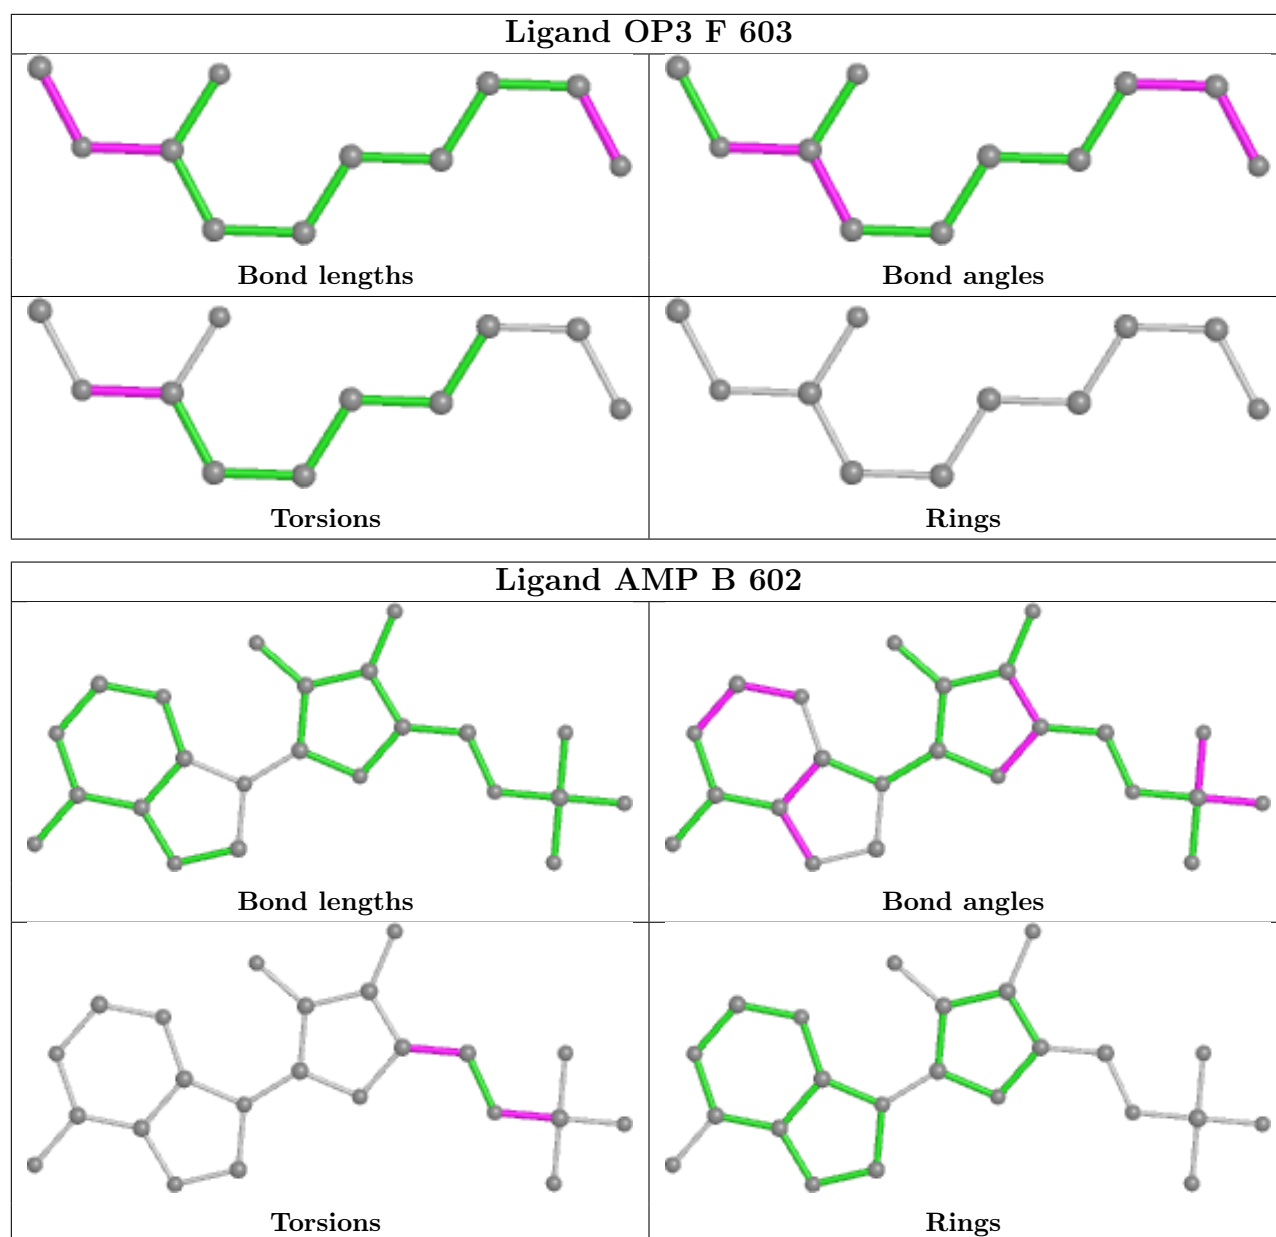 Ligand OP3 F 603
Bond lengths
Bond angles
Torsions
Rings
Ligand AMP B 602
Bond lengths
Bond angles
Torsions
Rings